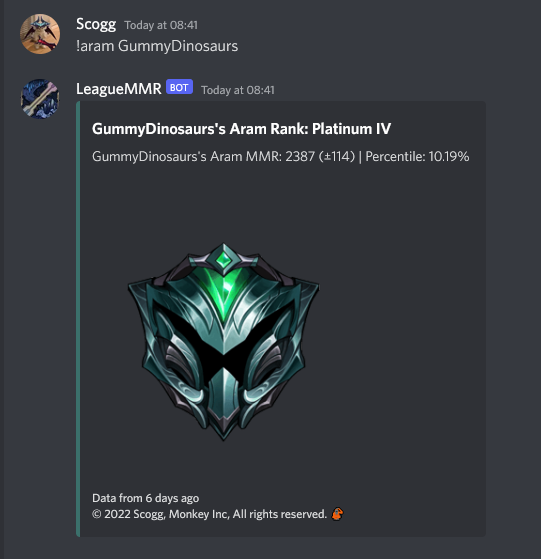 Scogg Today at 08:41
!aram GummyDinosaurs
LeagueMMR BOT Today at 08:41
GummyDinosaurs's Aram Rank: Platinum IV
GummyDinosaurs's Aram MMR: 2387 (±114) | Percentile: 10.19%
Data from 6 days ago
© 2022 Scogg, Monkey Inc, All rights reserved. 🦧